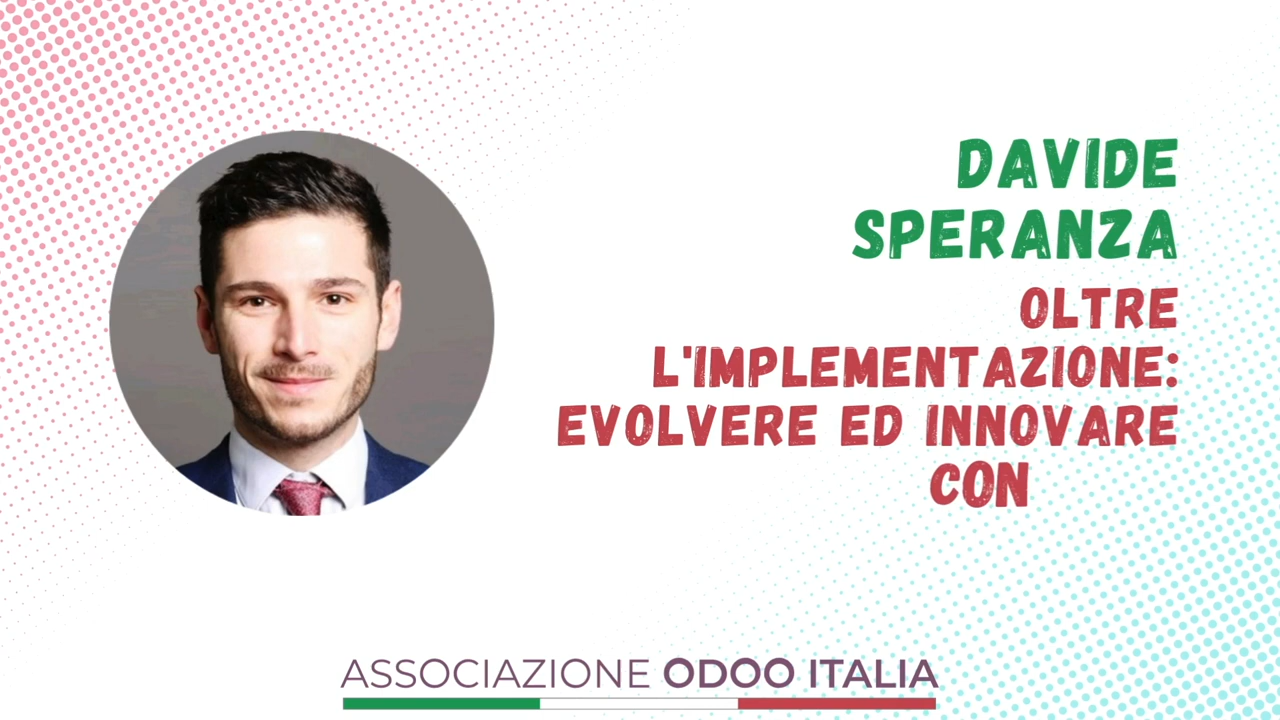 DAVIDE
SPERANZA
OLTRE
L'IMPLEMENTAZIONE:
EVOLVERE ED INNOVARE
CON
ASSOCIAZIONE ODOO ITALIA